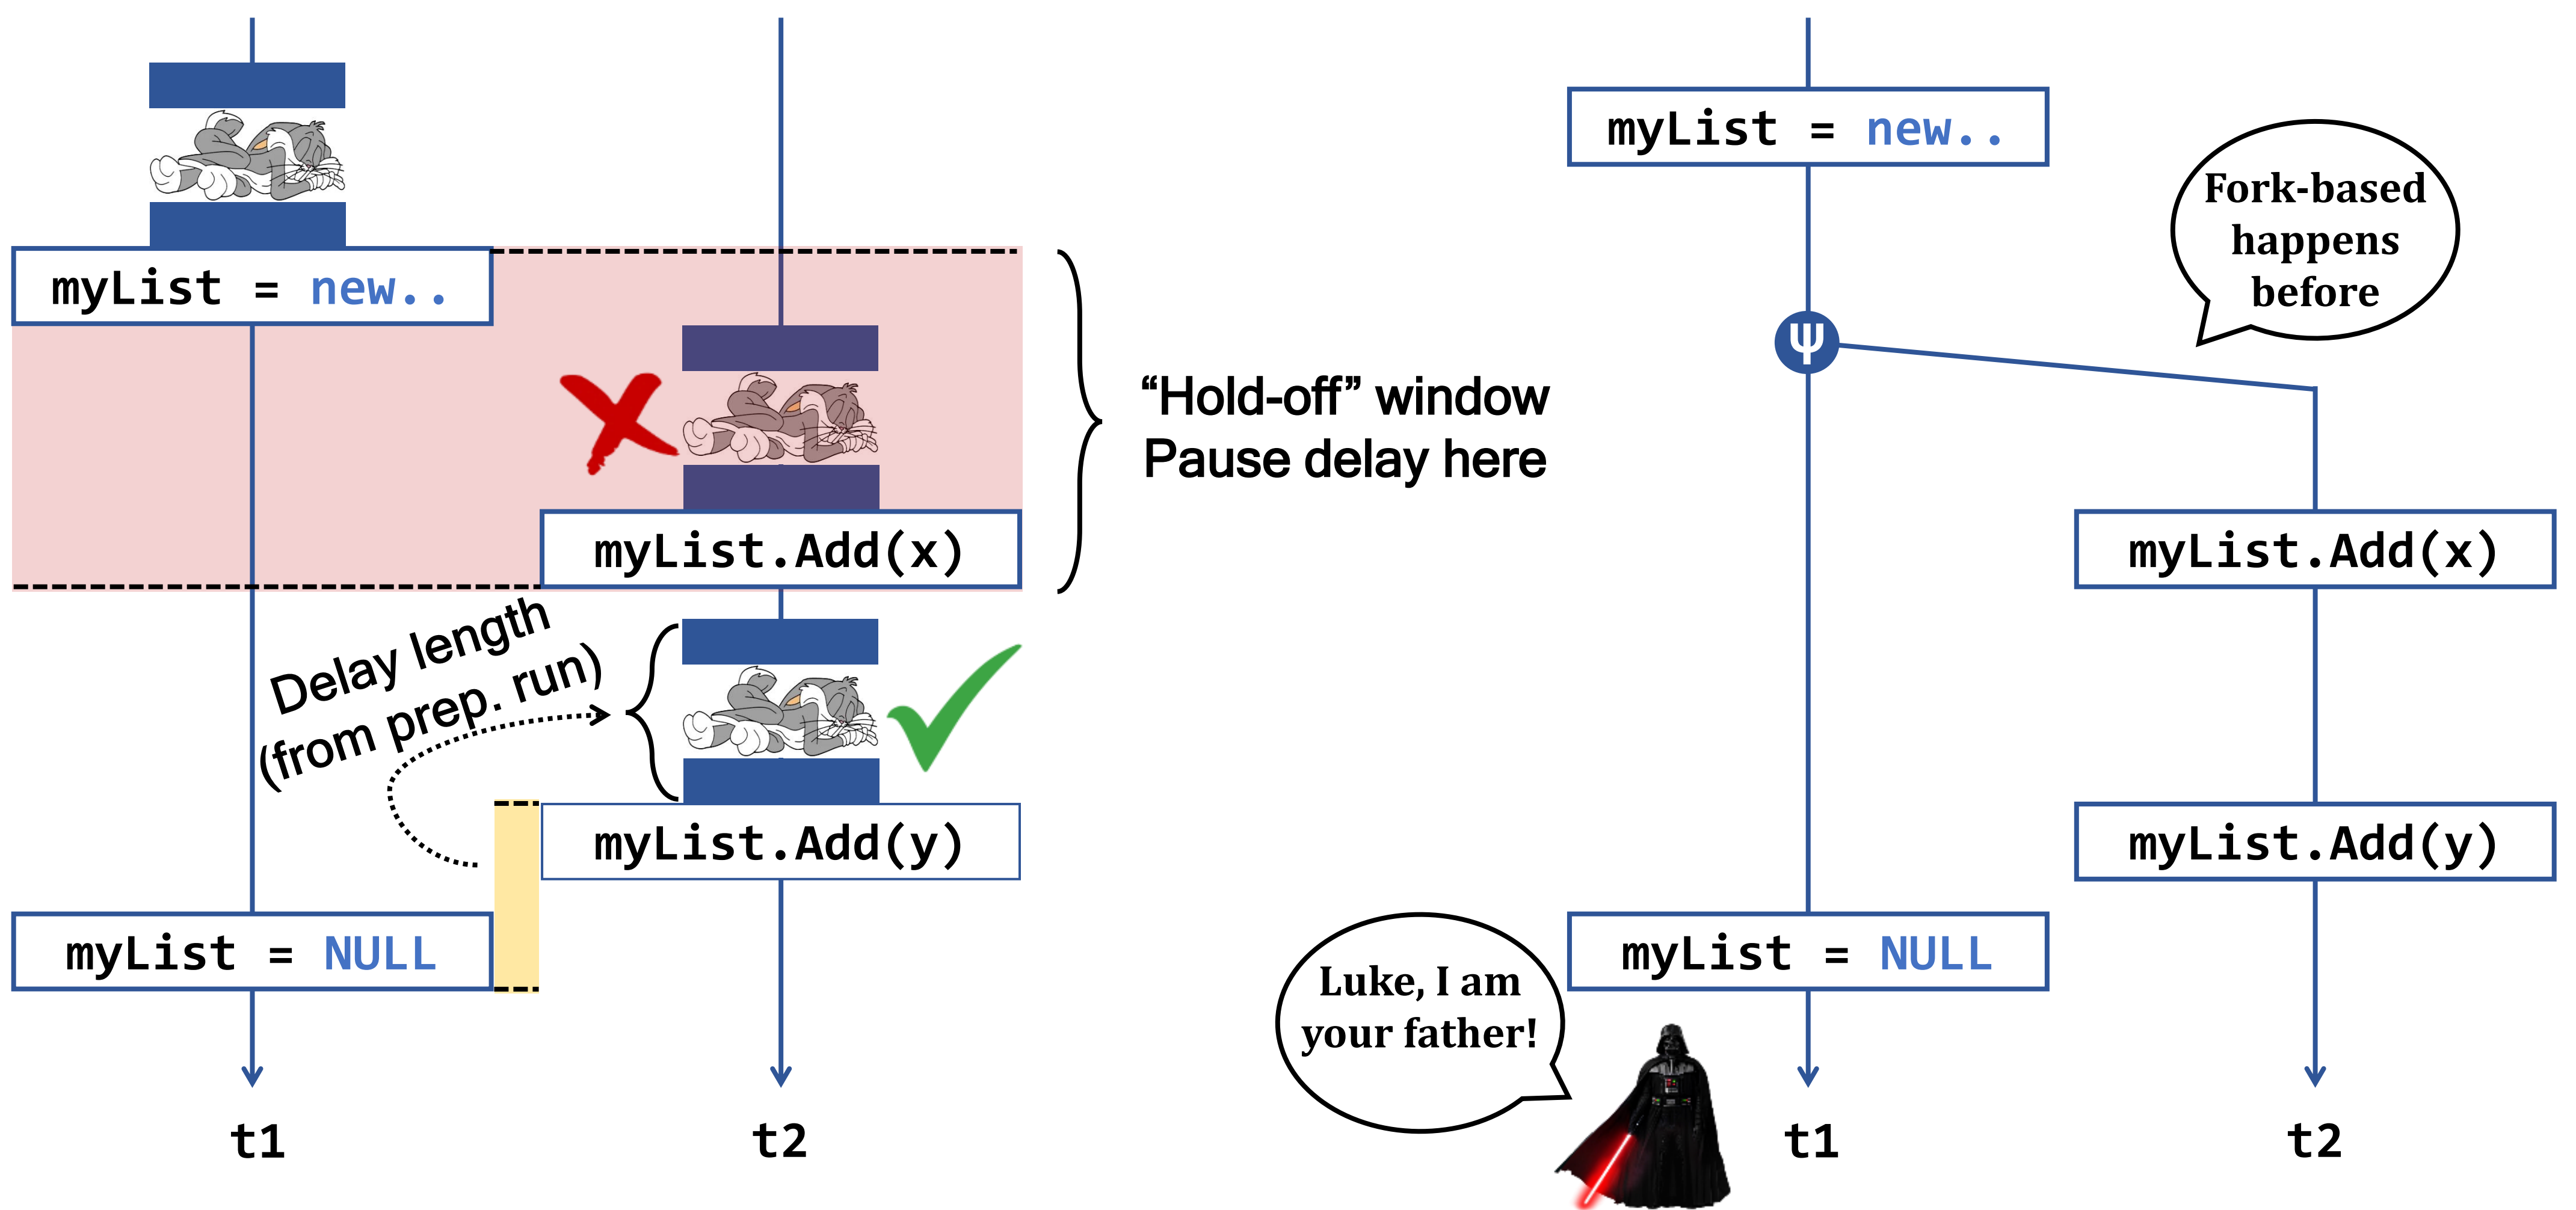 myList = new..
myList.Add(x)
“Hold-off” window
Pause delay here
Delay length
(from prep. run)
myList.Add(y)
myList = NULL
t1
t2
myList = new..
Fork-based
happens
before
Ψ
myList.Add(x)
myList.Add(y)
myList = NULL
Luke, I am
your father!
t1
t2